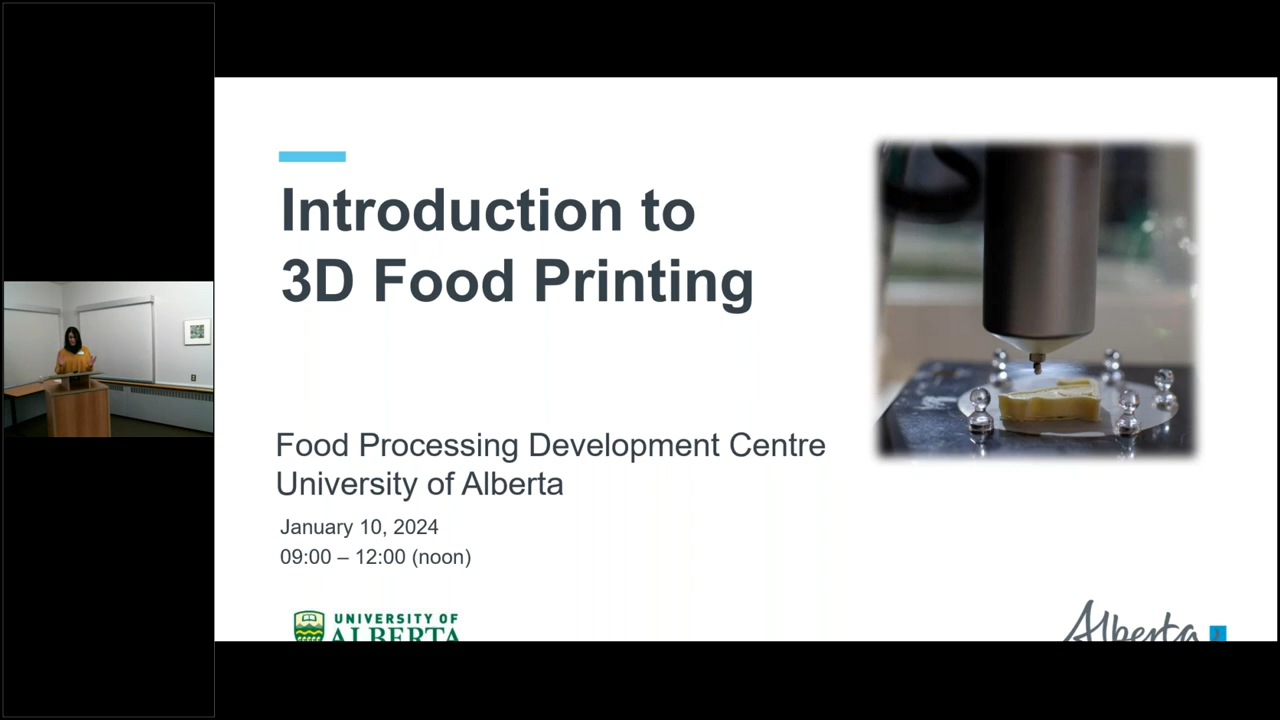 Introduction to
3D Food Printing
Food Processing Development Centre
University of Alberta
January 10, 2024
09:00 – 12:00 (noon)
UNIVERSITY OF
ALBERTA
Alberta